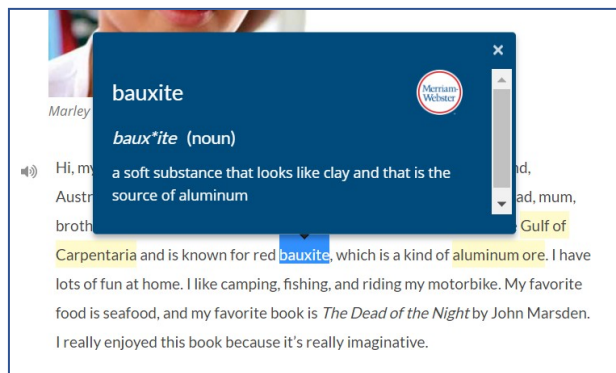 bauxite
Merriam-
Webster
baux*ite (noun)
a soft substance that looks like clay and that is the
source of aluminum
Marley
Hi, my nd,
Austr ad, mum,
broth Gulf of
Carpentaria and is known for red bauxite, which is a kind of aluminum ore. I have
lots of fun at home. I like camping, fishing, and riding my motorbike. My favorite
food is seafood, and my favorite book is The Dead of the Night by John Marsden.
I really enjoyed this book because it's really imaginative.